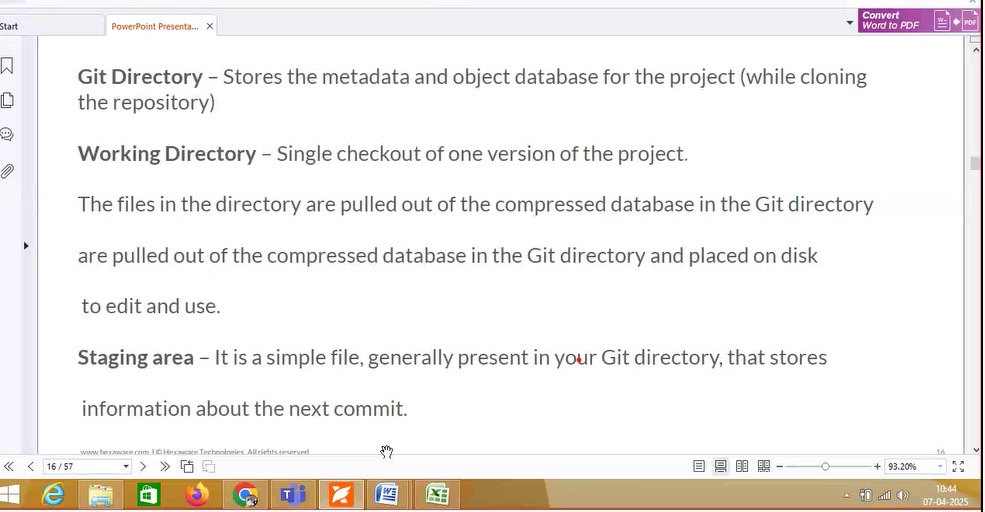 Start
PowerPoint Presenta...
Convert
Word to PDF
PDF
Git Directory – Stores the metadata and object database for the project (while cloning
the repository)
Working Directory – Single checkout of one version of the project.
The files in the directory are pulled out of the compressed database in the Git directory
are pulled out of the compressed database in the Git directory and placed on disk
to edit and use.
Staging area – It is a simple file, generally present in your Git directory, that stores
information about the next commit.
www.hexaware.com | © Hexaware Technologies. All rights reserved. 16
16 / 57 93.20%
10:44
07-04-2025